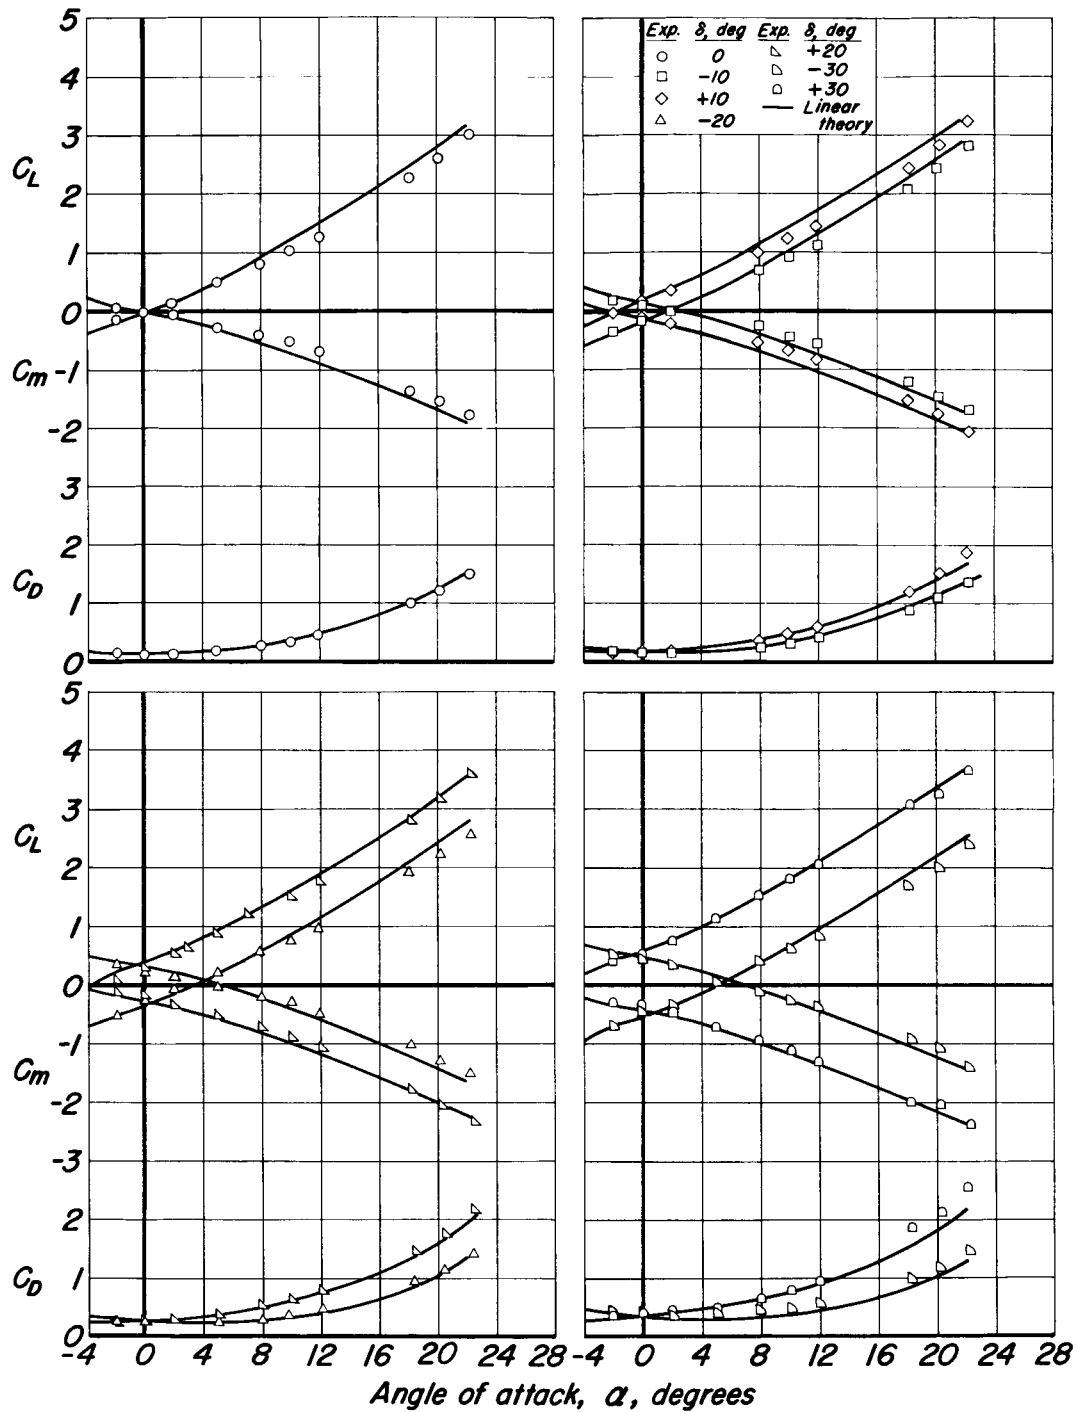 Exp. δ, deg Exp. δ, deg
○ 0 +20
□ -10 -30
◇ +10 +30
△ -20 — Linear theory
5
4
3
C_L
2
1
0
C_m -1
-2
3
2
C_D
1
0
5
4
3
C_L
2
1
0
-1
C_m
-2
-3
2
C_D
1
0
-4 0 4 8 12 16 20 24 28 -4 0 4 8 12 16 20 24 28
Angle of attack, α, degrees